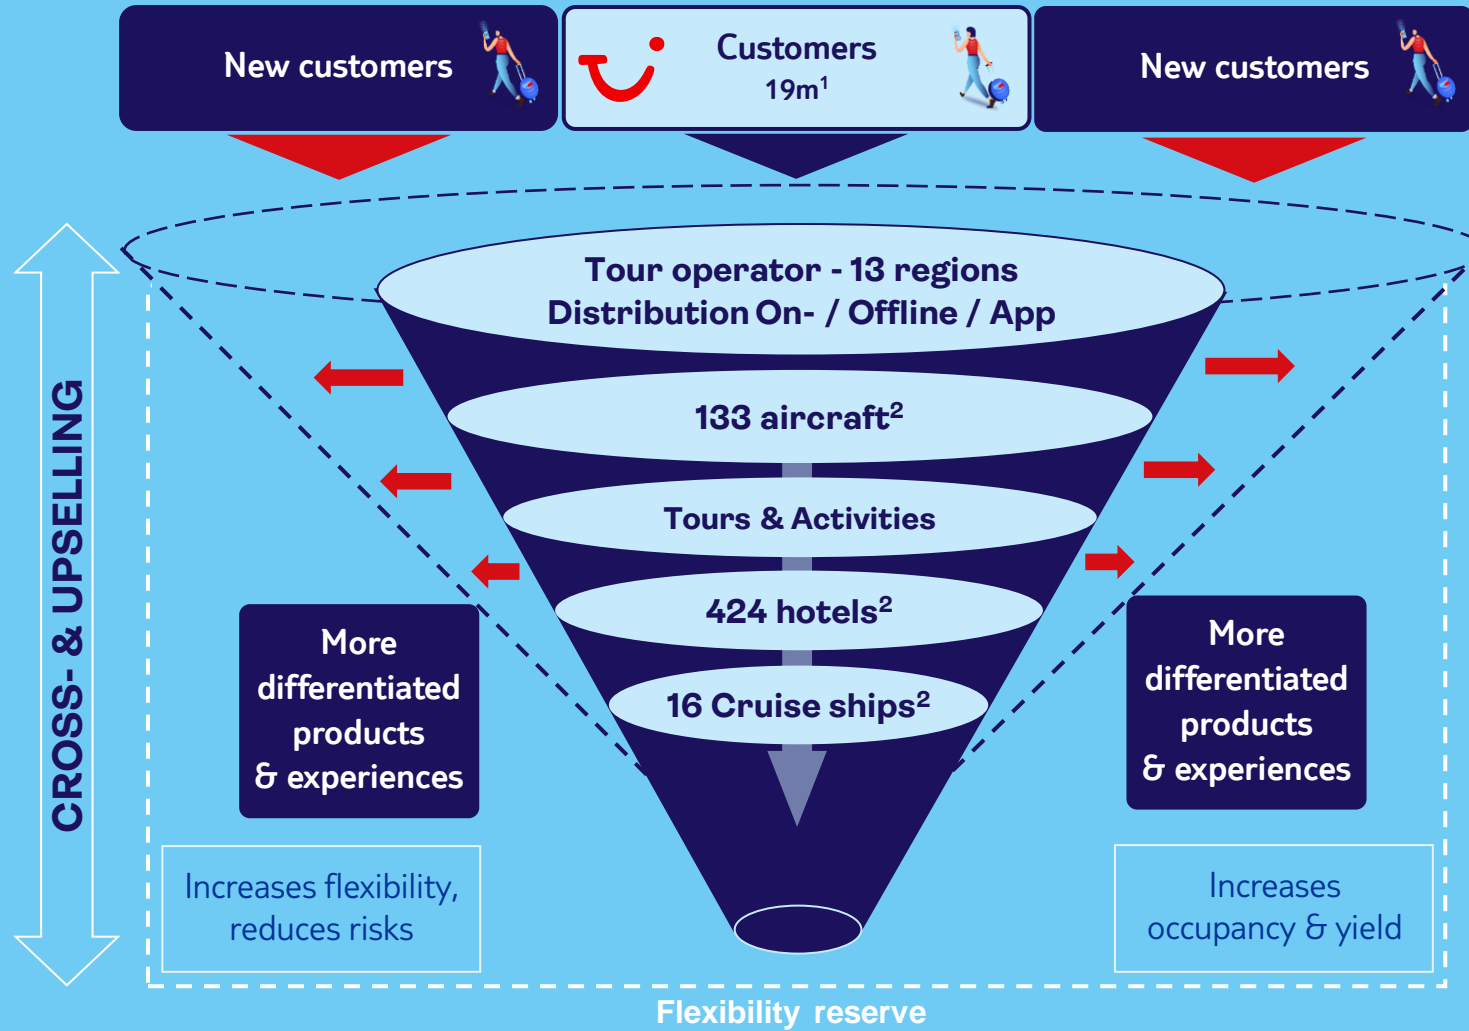 New customers
Customers
19m¹
New customers
Tour operator - 13 regions
Distribution On- / Offline / App
133 aircraft²
Tours & Activities
424 hotels²
16 Cruise ships²
CROSS- & UPSELLING
More
differentiated
products
& experiences
More
differentiated
products
& experiences
Increases flexibility,
reduces risks
Increases
occupancy & yield
Flexibility reserve